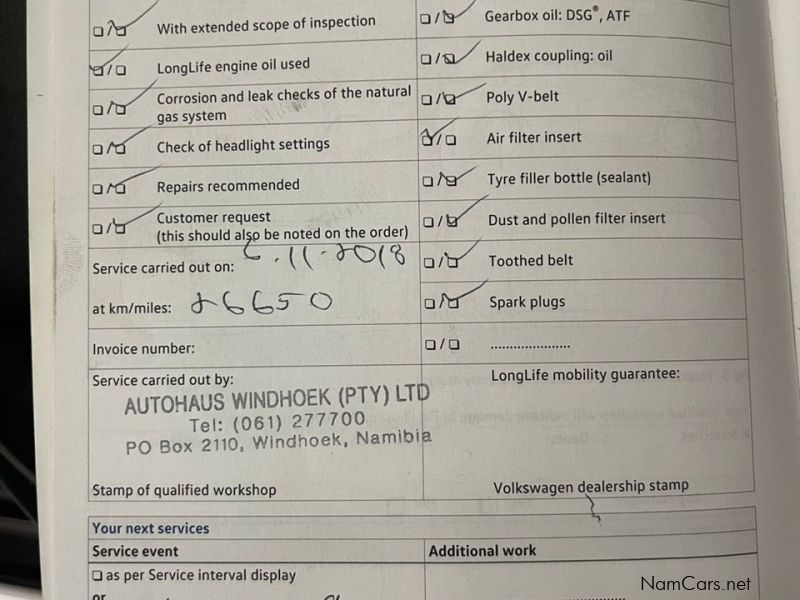 ☐/☑ With extended scope of inspection
☑/☐ LongLife engine oil used
☐/☑ Corrosion and leak checks of the natural
gas system
☐/☑ Check of headlight settings
☐/☑ Repairs recommended
☐/☑ Customer request
(this should also be noted on the order)
Service carried out on: 6.11.2018
at km/miles: 26650
Invoice number:
Service carried out by:
AUTOHAUS WINDHOEK (PTY) LTD
Tel: (061) 277700
PO Box 2110, Windhoek, Namibia
Stamp of qualified workshop
☐/☑ Gearbox oil: DSG®, ATF
☐/☑ Haldex coupling: oil
☐/☑ Poly V-belt
☑/☐ Air filter insert
☐/☑ Tyre filler bottle (sealant)
☐/☑ Dust and pollen filter insert
☐/☑ Toothed belt
☐/☑ Spark plugs
☐/☐ .....................
LongLife mobility guarantee:
Volkswagen dealership stamp
Your next services
Service event
Additional work
☐ as per Service interval display
or
NamCars.net